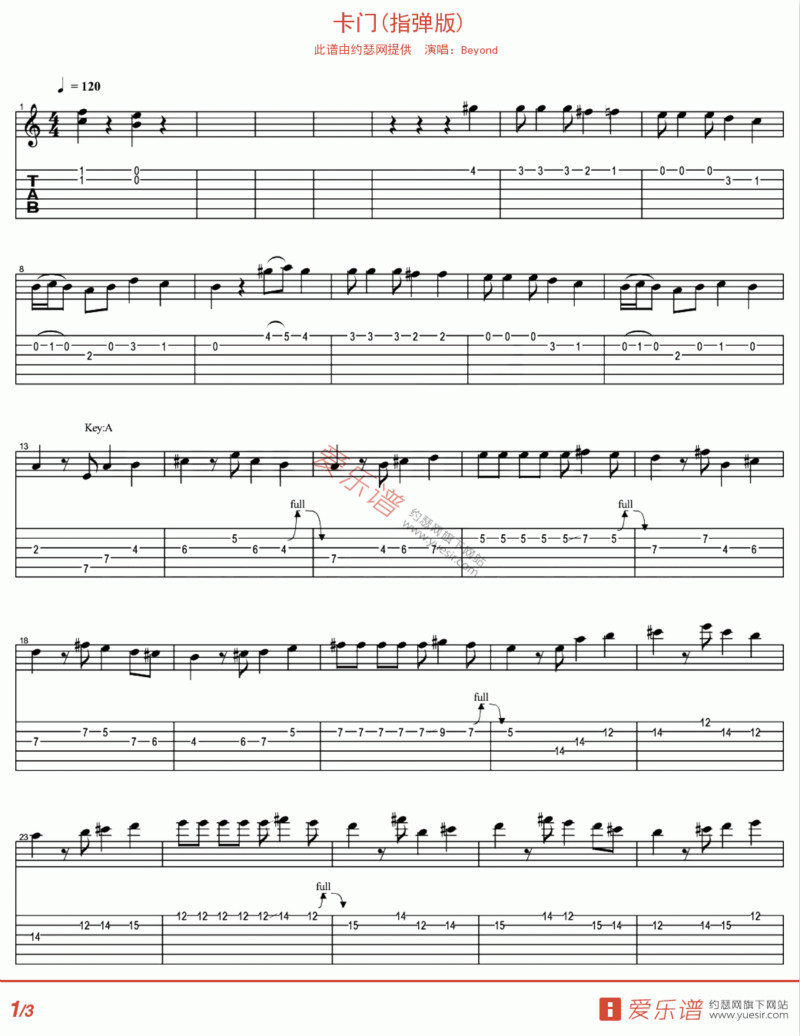 卡门(指弹版)
此谱由约瑟网提供 演唱：Beyond
= 120
1
T
A
B
1 0 4 3 3 3 2 1 0 0 0 3 1
1 0
8
0 1 0 2 0 3 1 0 4 5 4 3 3 3 2 2 0 0 0 3 1 0 1 0 2 0 1 0
Key:A
13
爱乐谱
约瑟网旗下网站
www.yuesir.com
full full
2 7 7 4 6 5 6 4 7 4 6 7 5 5 5 5 5 7 5 7 7 4 6
18
full
7 7 5 7 6 4 6 7 5 7 7 7 7 7 9 7 5 14 14 12 14 12 14 12
23
full
14 12 14 15 12 12 12 12 12 14 12 15 14 12 14 15 14 12 15 14 12 14 15 12
1/3
爱乐谱 约瑟网旗下网站
www.yuesir.com